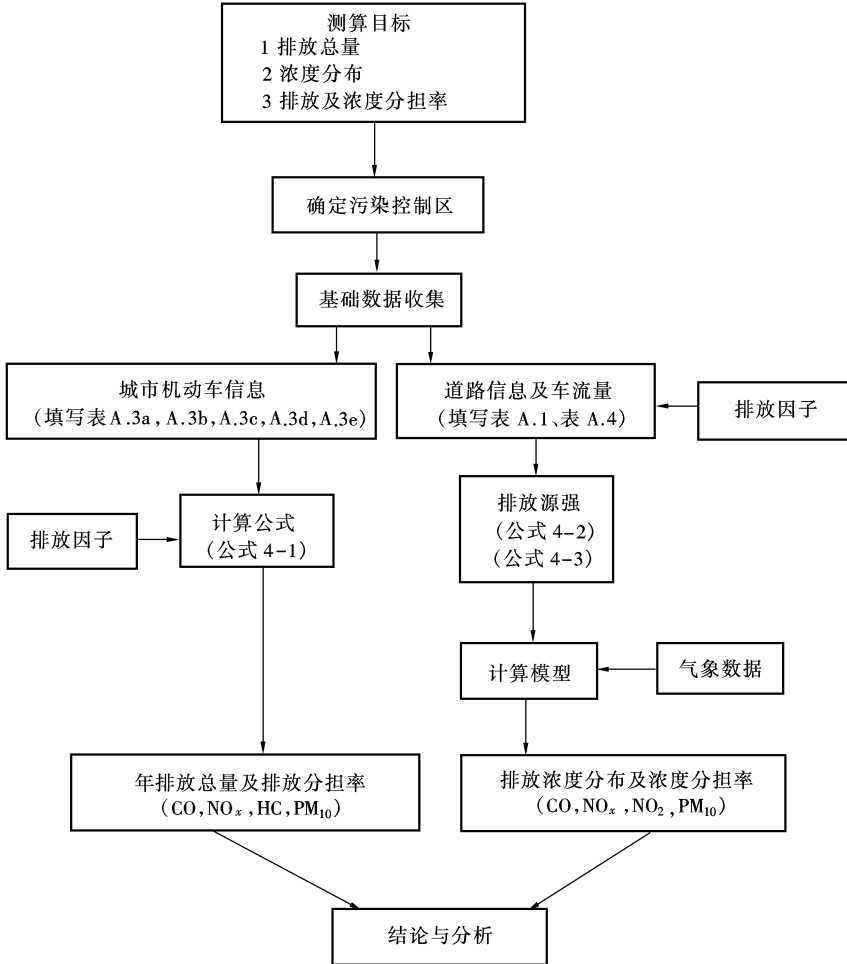 测算目标
1 排放总量
2 浓度分布
3 排放及浓度分担率
确定污染控制区
基础数据收集
城市机动车信息
(填写表 A.3a, A.3b, A.3c, A.3d, A.3e)
道路信息及车流量
(填写表 A.1、表 A.4)
排放因子
计算公式
(公式 4-1)
排放因子
排放源强
(公式 4-2)
(公式 4-3)
计算模型
气象数据
年排放总量及排放分担率
(CO, NOx, HC, PM10)
排放浓度分布及浓度分担率
(CO, NOx, NO2, PM10)
结论与分析